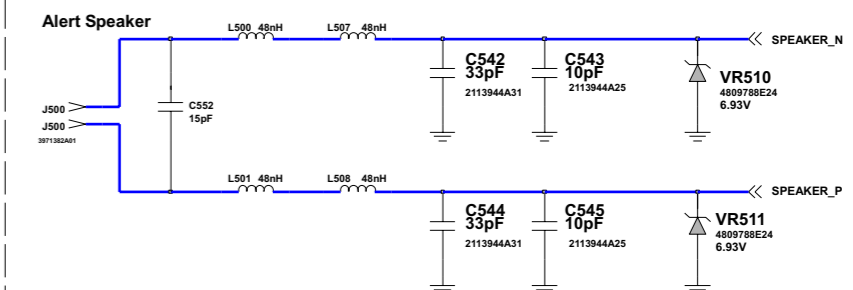 Alert Speaker
L500 48nH
L507 48nH
SPEAKER_N
C542
33pF
2113944A31
C543
10pF
2113944A25
VR510
4809788E24
6.93V
J500
J500
3971382A01
C552
15pF
L501 48nH
L508 48nH
SPEAKER_P
C544
33pF
2113944A31
C545
10pF
2113944A25
VR511
4809788E24
6.93V